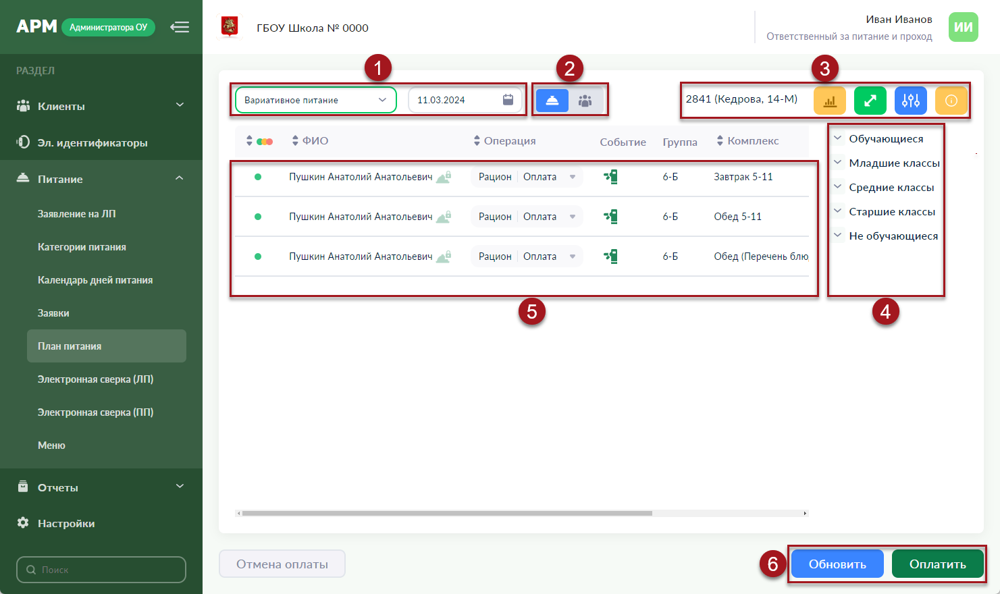 АРМ Администратора ОУ
ГБОУ Школа № 0000
Иван Иванов
Ответственный за питание и проход
ИИ
РАЗДЕЛ
Клиенты
Эл. идентификаторы
Питание
Заявление на ЛП
Категории питания
Календарь дней питания
Заявки
План питания
Электронная сверка (ЛП)
Электронная сверка (ПП)
Меню
Отчеты
Настройки
Поиск
1
2
3
Вариативное питание
11.03.2024
2841 (Кедрова, 14-М)
ФИО Операция Событие Группа Комплекс
Пушкин Анатолий Анатольевич Рацион Оплата 6-Б Завтрак 5-11
Пушкин Анатолий Анатольевич Рацион Оплата 6-Б Обед 5-11
Пушкин Анатолий Анатольевич Рацион Оплата 6-Б Обед (Перечень блю
Обучающиеся
Младшие классы
Средние классы
Старшие классы
Не обучающиеся
5
4
Отмена оплаты
6
Обновить
Оплатить